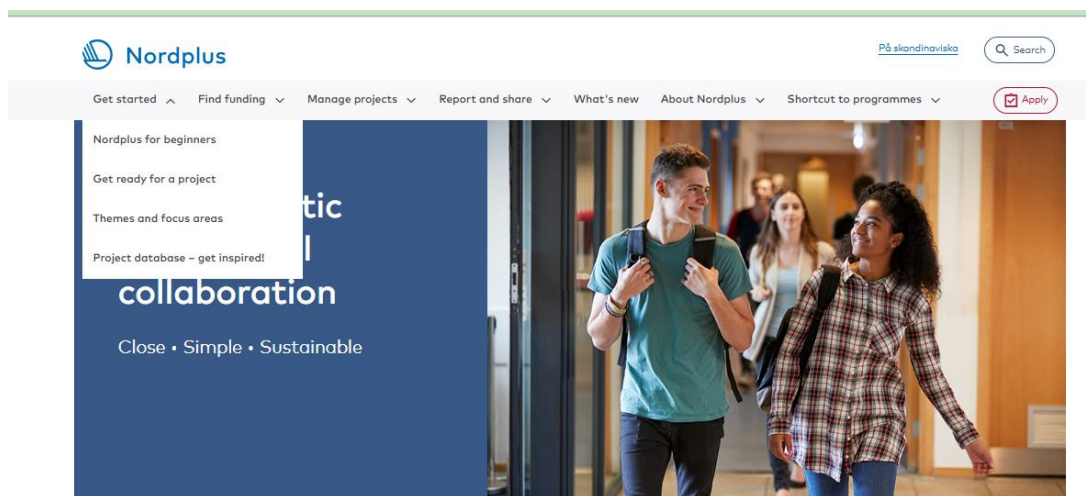 Nordplus
På skandinaviska
Search
Get started
Find funding
Manage projects
Report and share
What's new
About Nordplus
Shortcut to programmes
Apply
Nordplus for beginners
Get ready for a project
Themes and focus areas
Project database – get inspired!
collaboration
Close • Simple • Sustainable